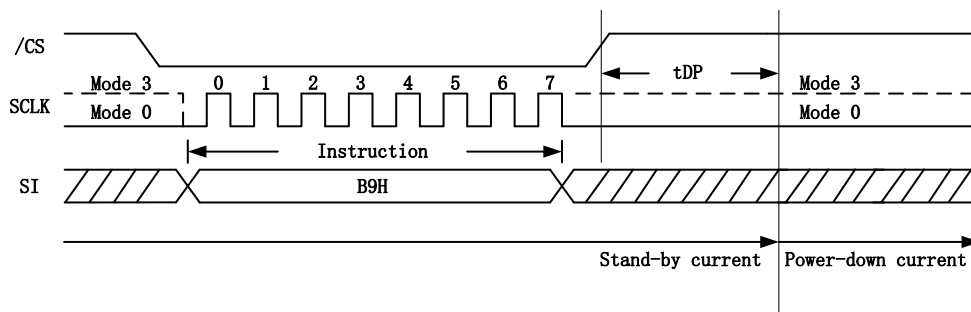 /CS
tDP
Mode 3 0 1 2 3 4 5 6 7 Mode 3
SCLK
Mode 0 Mode 0
Instruction
SI B9H
Stand-by current Power-down current